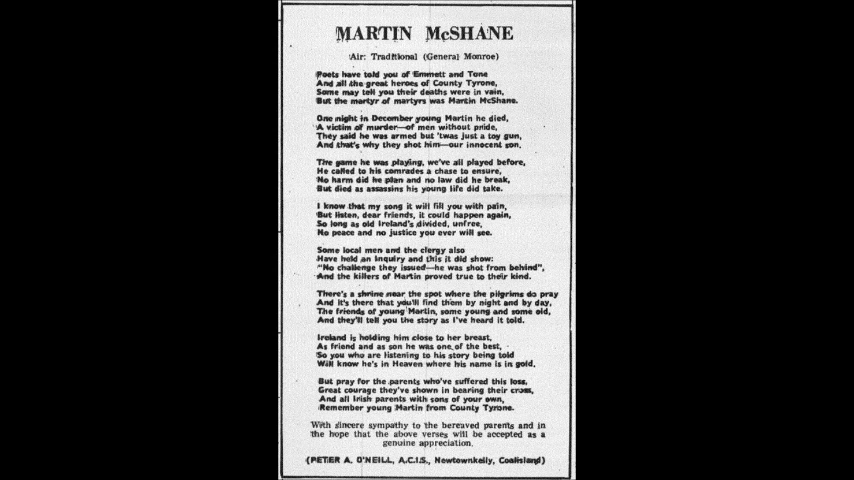 MARTIN McSHANE
Air: Traditional (General Monroe)
Poets have told you of Emmett and Tone
And all the great heroes of County Tyrone,
Some may tell you their deaths were in vain,
But the martyr of martyrs was Martin McShane.
One night in December young Martin he died,
A victim of murder—of men without pride,
They said he was armed but 'twas just a toy gun,
And that's why they shot him—our innocent son.
The game he was playing, we've all played before,
He called to his comrades a chase to ensure,
No harm did he plan and no law did he break,
But died as assassins his young life did take.
I know that my song it will fill you with pain,
But listen, dear friends, it could happen again,
So long as old Ireland's divided, unfree,
No peace and no justice you ever will see.
Some local men and the clergy also
Have held an Inquiry and this it did show:
"No challenge they issued—he was shot from behind",
And the killers of Martin proved true to their kind.
There's a shrine near the spot where the pilgrims do pray
And it's there that you'll find them by night and by day,
The friends of young Martin, some young and some old,
And they'll tell you the story as I've heard it told.
Ireland is holding him close to her breast,
As friend and as son he was one of the best,
So you who are listening to his story being told
Will know he's in Heaven where his name is in gold.
But pray for the parents who've suffered this loss,
Great courage they've shown in bearing their cross,
And all Irish parents with sons of your own,
Remember young Martin from County Tyrone.
With sincere sympathy to the bereaved parents and in
the hope that the above verses will be accepted as a
genuine appreciation.
(PETER A. O'NEILL, A.C.I.S., Newtownkelly, Coalisland)